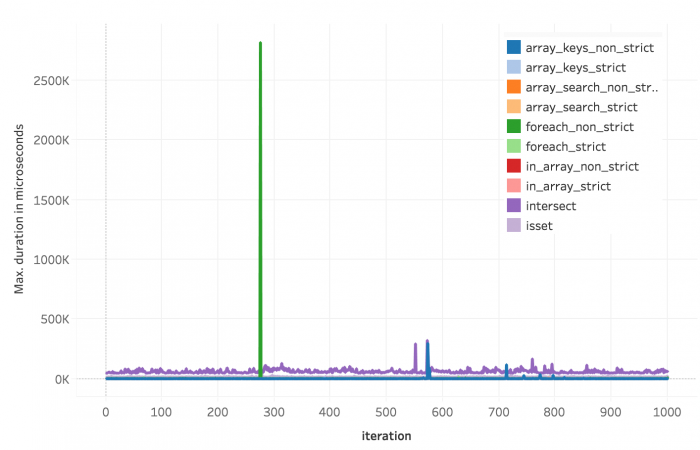 Max. duration in microseconds
2500K
2000K
1500K
1000K
500K
0K
array_keys_non_strict
array_keys_strict
array_search_non_str..
array_search_strict
foreach_non_strict
foreach_strict
in_array_non_strict
in_array_strict
intersect
isset
0 100 200 300 400 500 600 700 800 900 1000
iteration